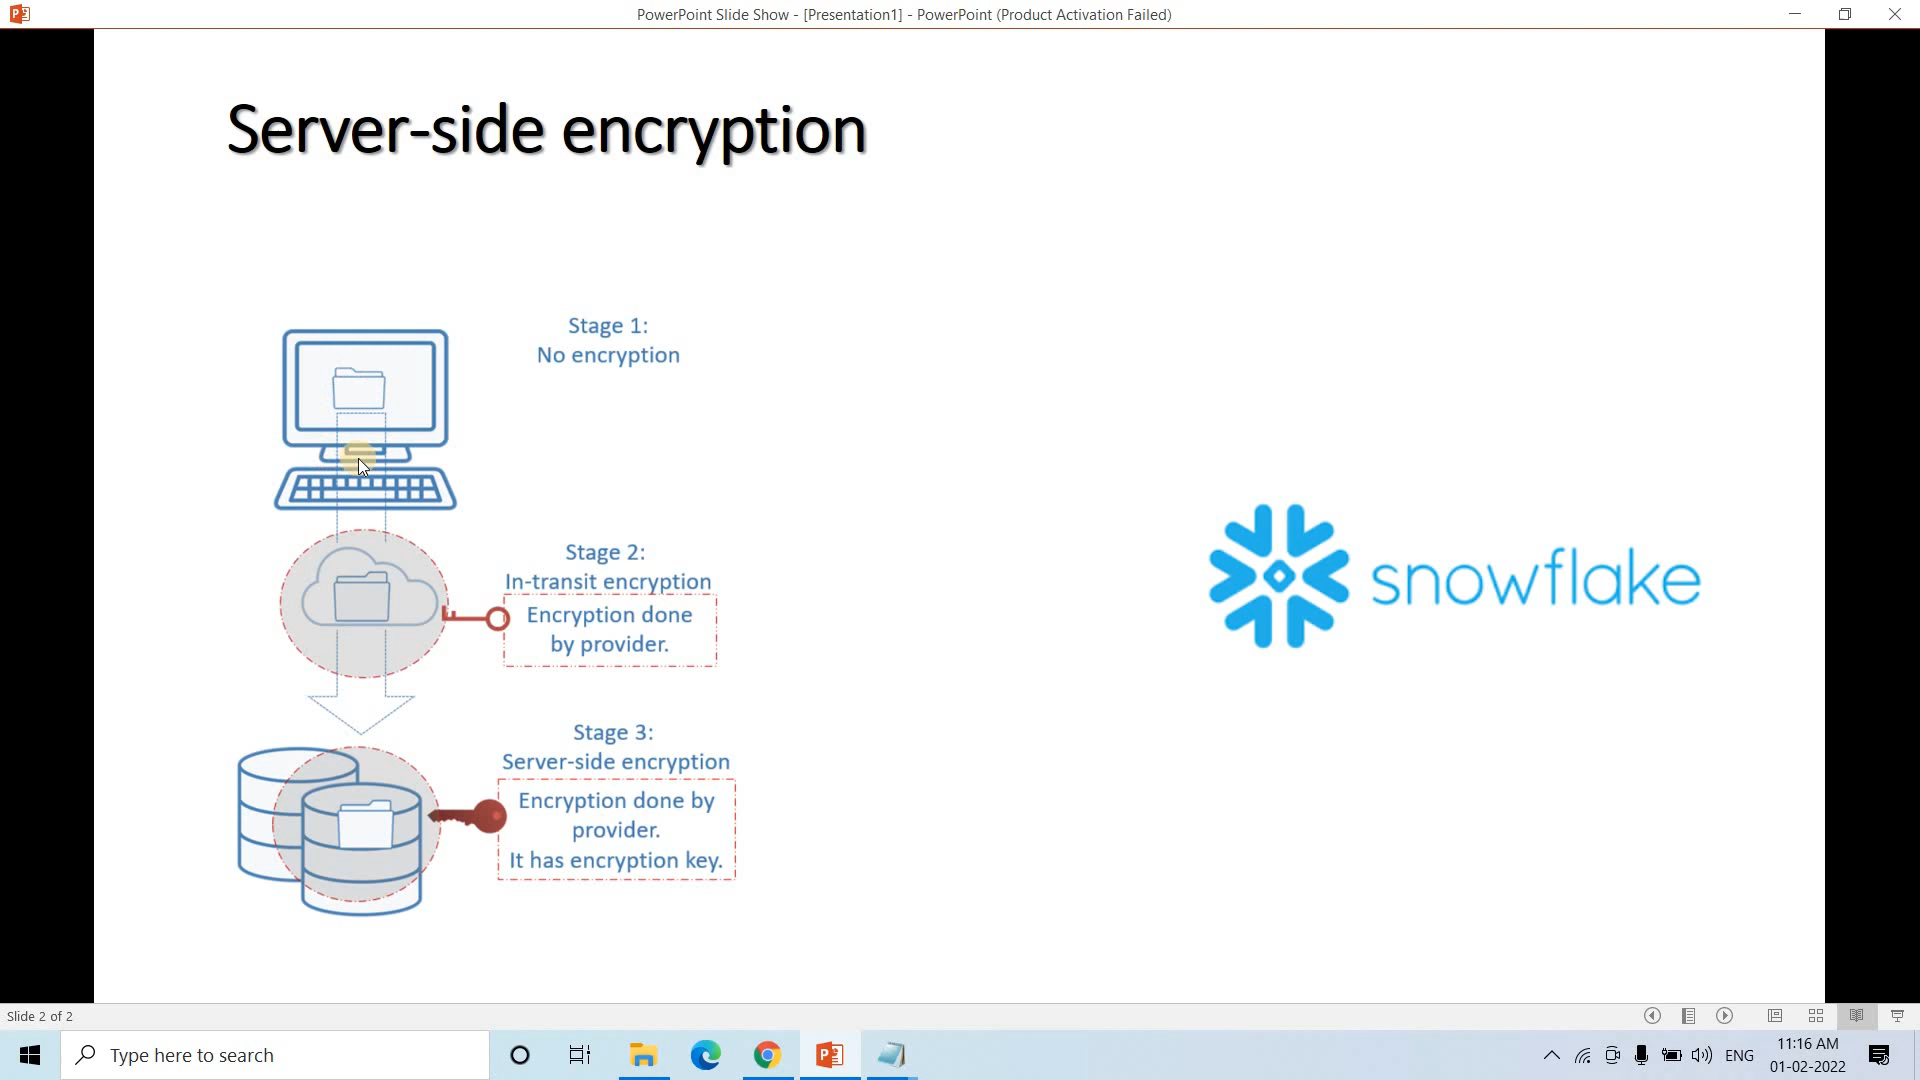 PowerPoint Slide Show - [Presentation1] - PowerPoint (Product Activation Failed)
Server-side encryption
Stage 1:
No encryption
Stage 2:
In-transit encryption
Encryption done
by provider.
Stage 3:
Server-side encryption
Encryption done by
provider.
It has encryption key.
snowflake
Slide 2 of 2
Type here to search
ENG
11:16 AM
01-02-2022